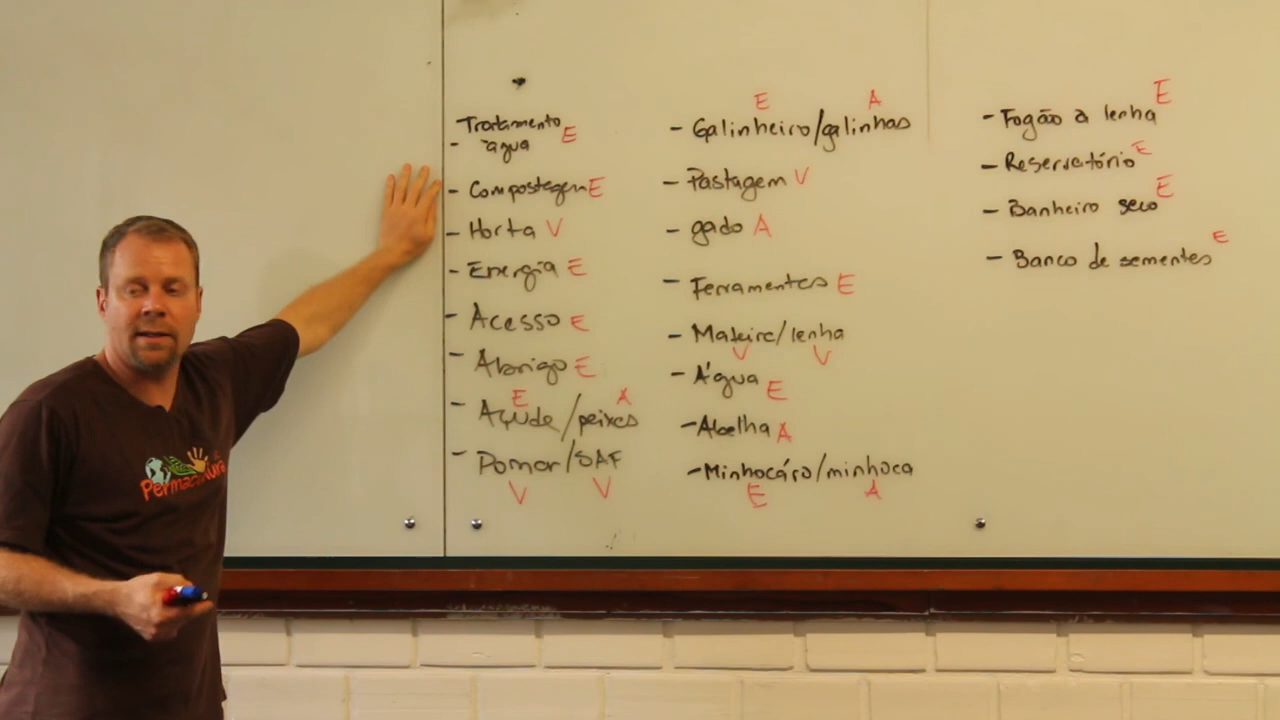 - Tratamento
água E
- Compostagem E
- Horta V
- Energia E
- Acesso E
- Abrigo E
E A
- Açude/peixes
- Pomar/SAF
V V
E A
- Galinheiro/galinhas
- Pastagem V
- gado A
- Ferramentas E
- Madeira/lenha
V V
- Água E
- Abelha A
- Minhocário/minhoca
E A
- Fogão a lenha E
- Reservatório E
- Banheiro seco E
- Banco de sementes E
Permacultura